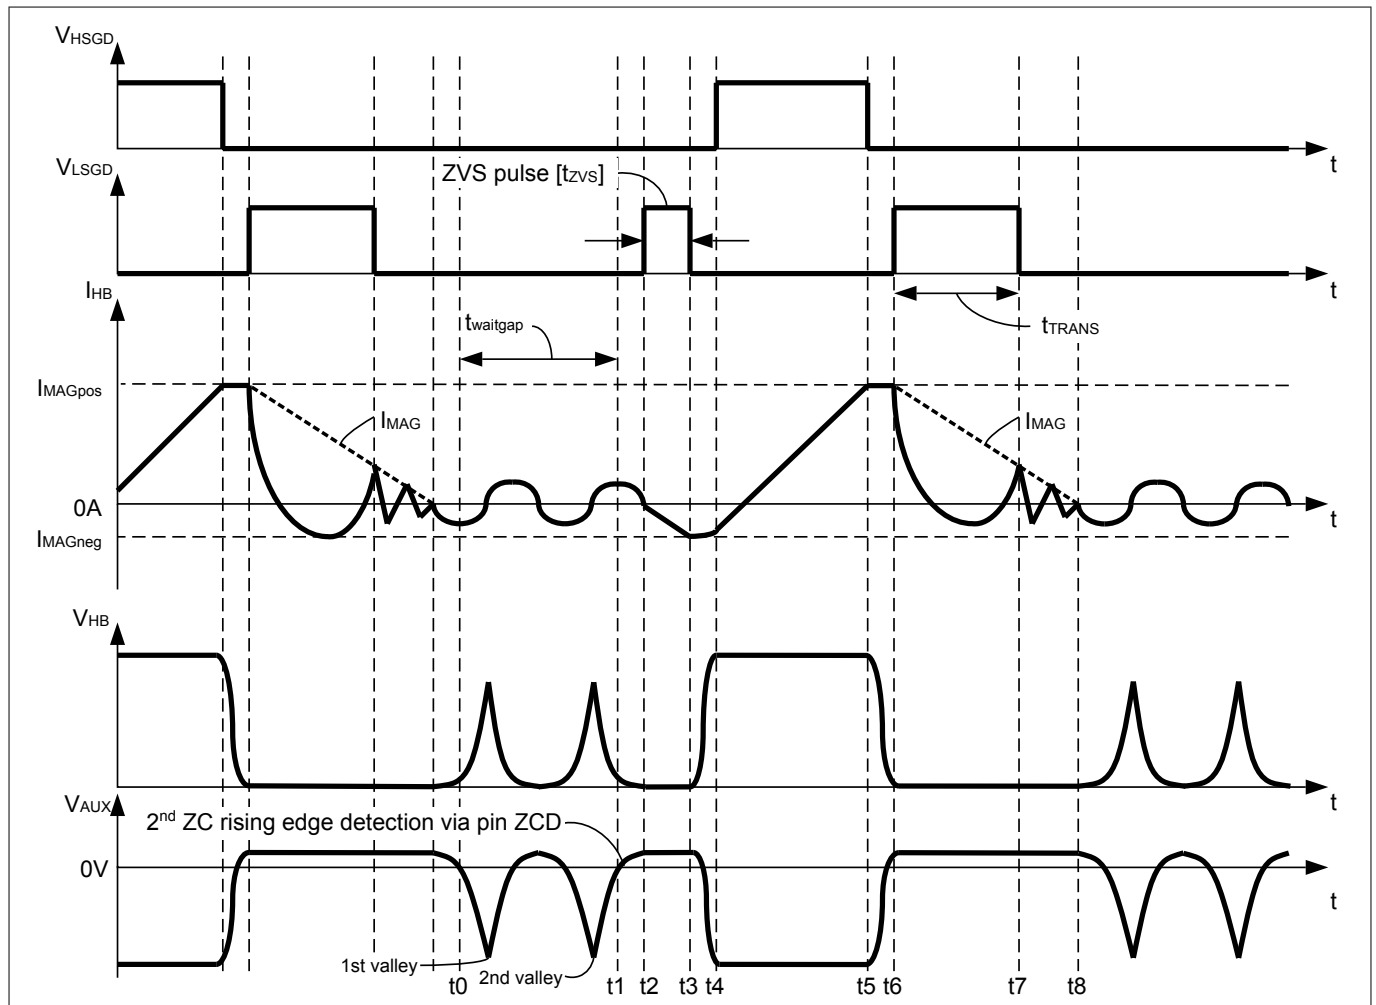 VHSGD
t
VLSGD
ZVS pulse [tZVS]
t
IHB
twaitgap
tTRANS
IMAGpos
IMAG
IMAG
0A
t
IMAGneg
VHB
t
VAUX
2nd ZC rising edge detection via pin ZCD
0V
t
1st valley
2nd valley
t0 t1 t2 t3 t4 t5 t6 t7 t8